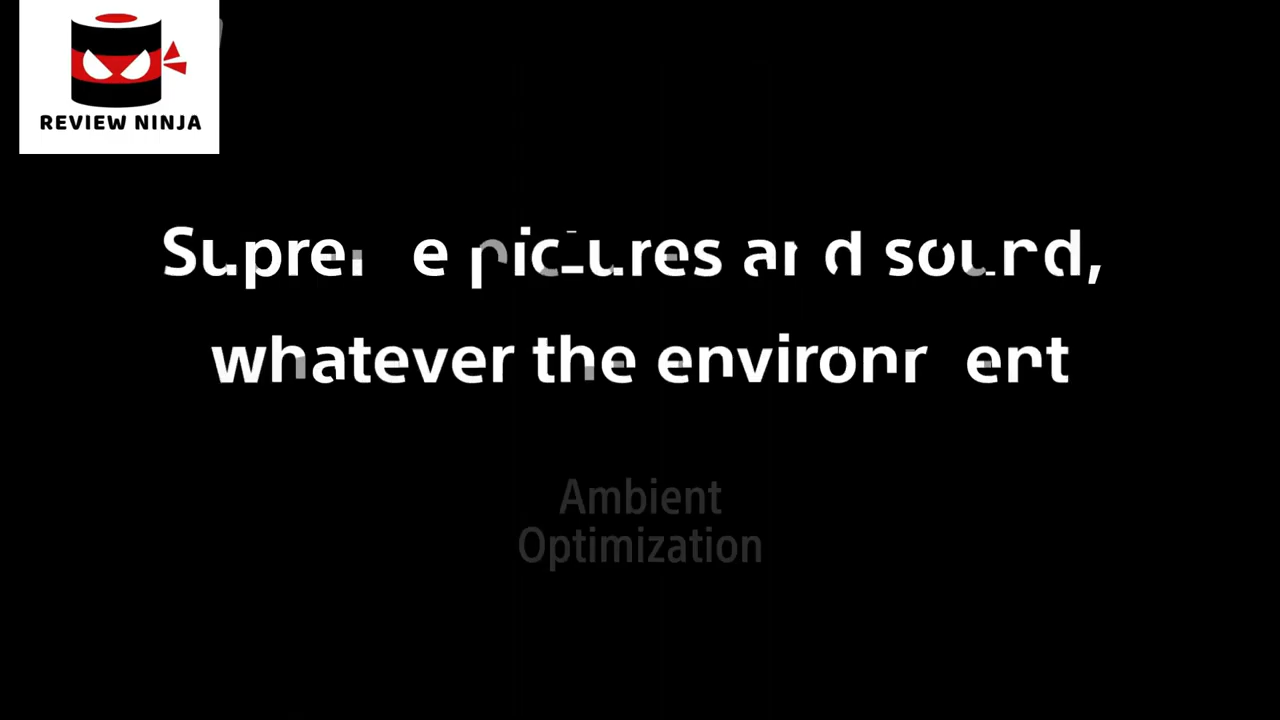 REVIEW NINJA
Supreme pictures and sound,
whatever the environment
Ambient
Optimization